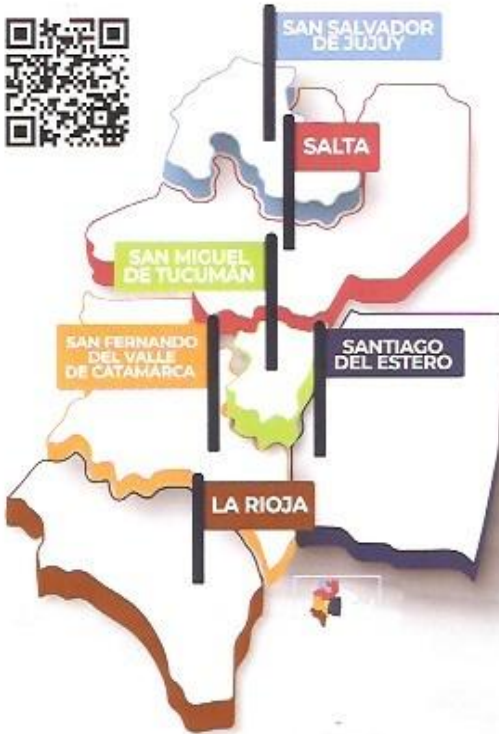 SAN SALVADOR
DE JUJUY
SALTA
SAN MIGUEL
DE TUCUMÁN
SAN FERNANDO
DEL VALLE
DE CATAMARCA
SANTIAGO
DEL ESTERO
LA RIOJA